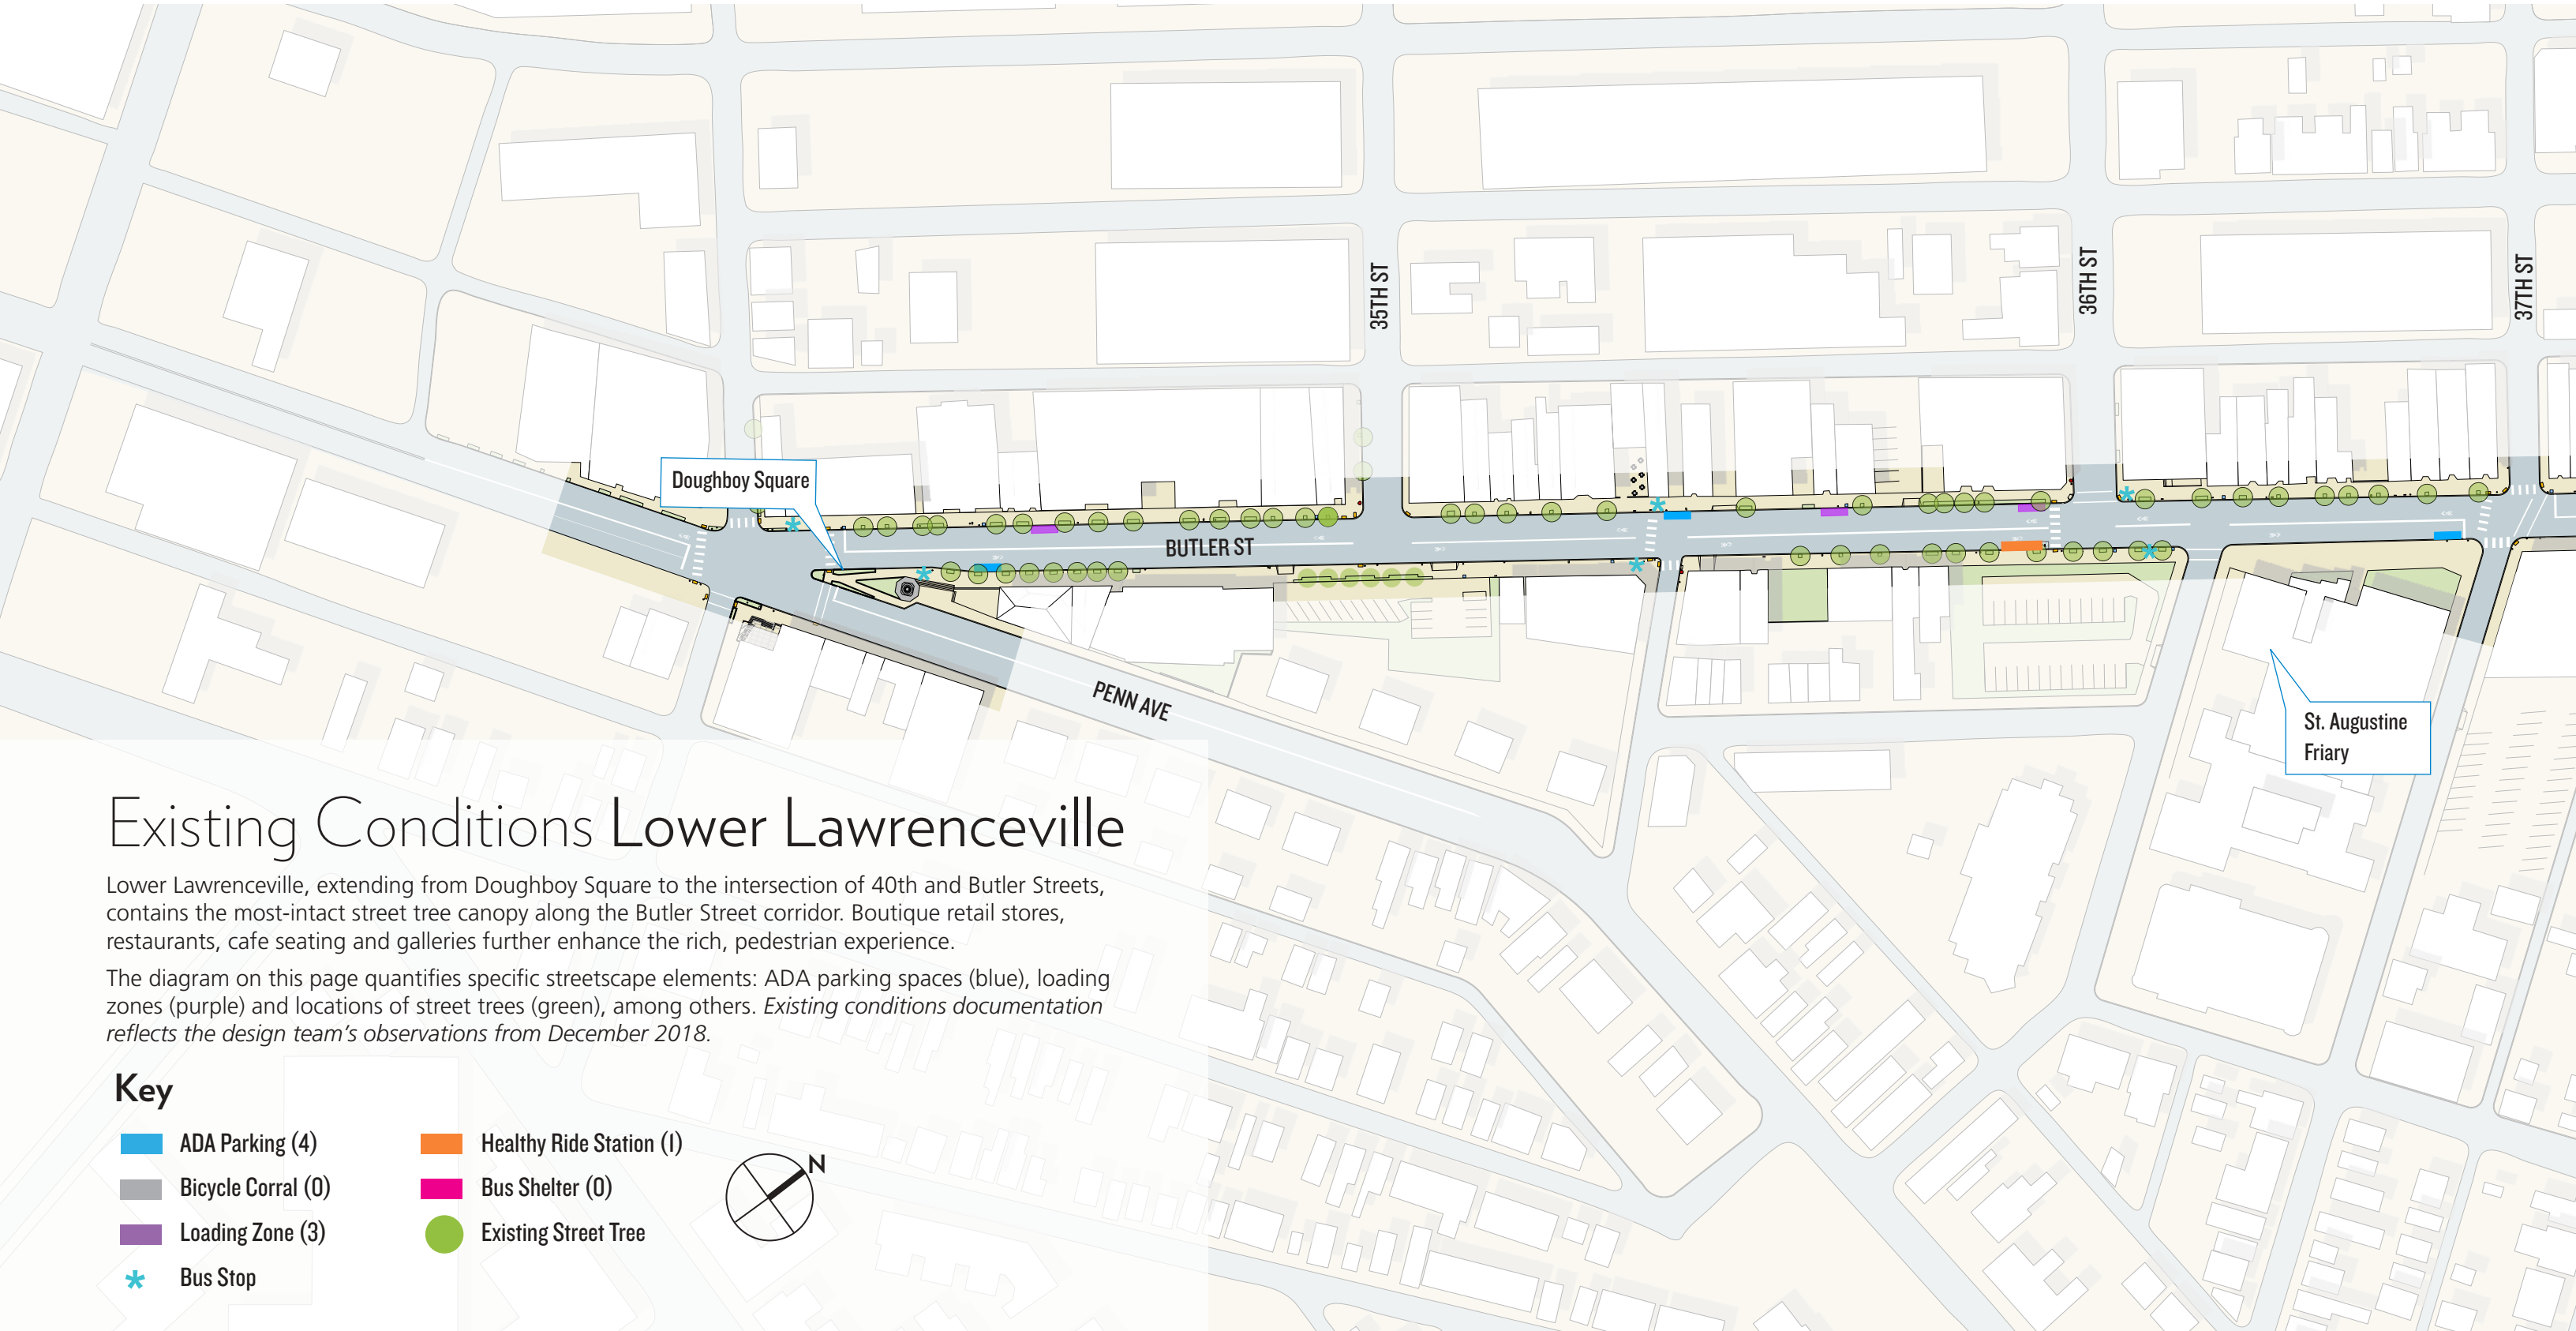 35TH ST
36TH ST
37TH ST
Doughboy Square
BUTLER ST
PENN AVE
St. Augustine
Friary
Existing Conditions Lower Lawrenceville
Lower Lawrenceville, extending from Doughboy Square to the intersection of 40th and Butler Streets,
contains the most-intact street tree canopy along the Butler Street corridor. Boutique retail stores,
restaurants, cafe seating and galleries further enhance the rich, pedestrian experience.
The diagram on this page quantifies specific streetscape elements: ADA parking spaces (blue), loading
zones (purple) and locations of street trees (green), among others. Existing conditions documentation
reflects the design team's observations from December 2018.
Key
ADA Parking (4)
Bicycle Corral (0)
Loading Zone (3)
Bus Stop
Healthy Ride Station (1)
Bus Shelter (0)
Existing Street Tree
N